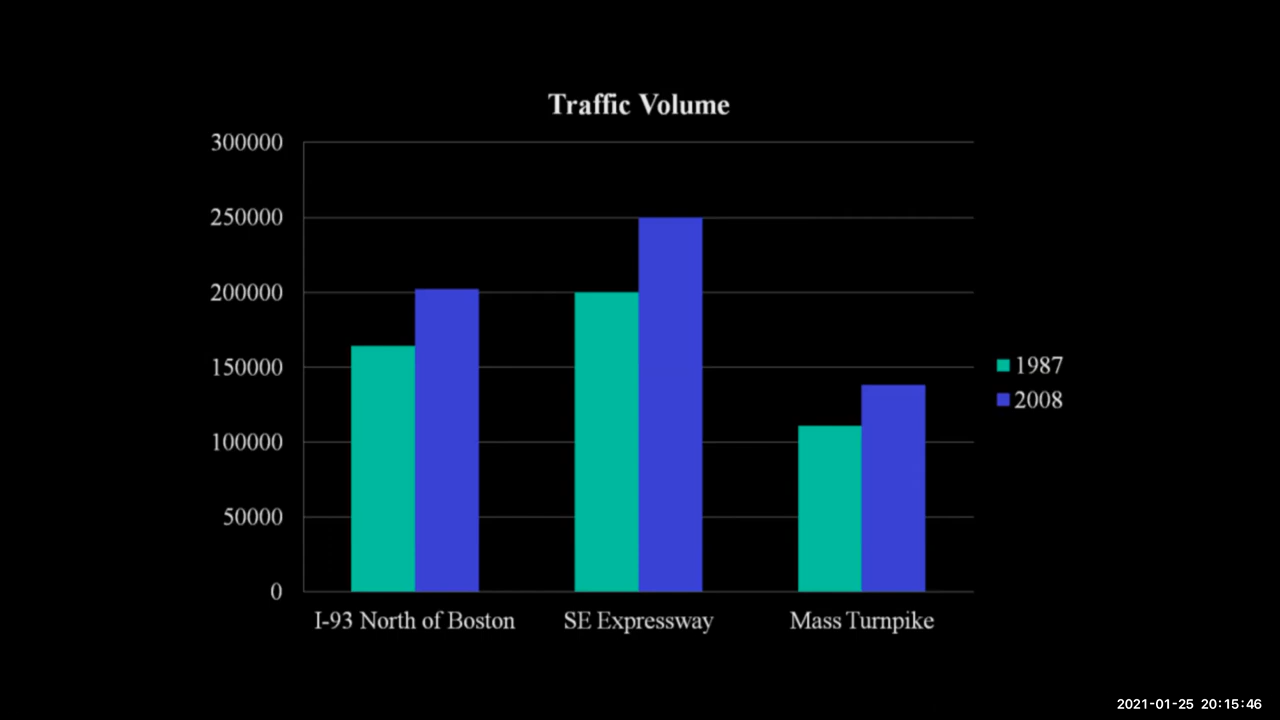 Traffic Volume
300000
250000
200000
150000
100000
50000
0
I-93 North of Boston
SE Expressway
Mass Turnpike
1987
2008
2021-01-25 20:15:46